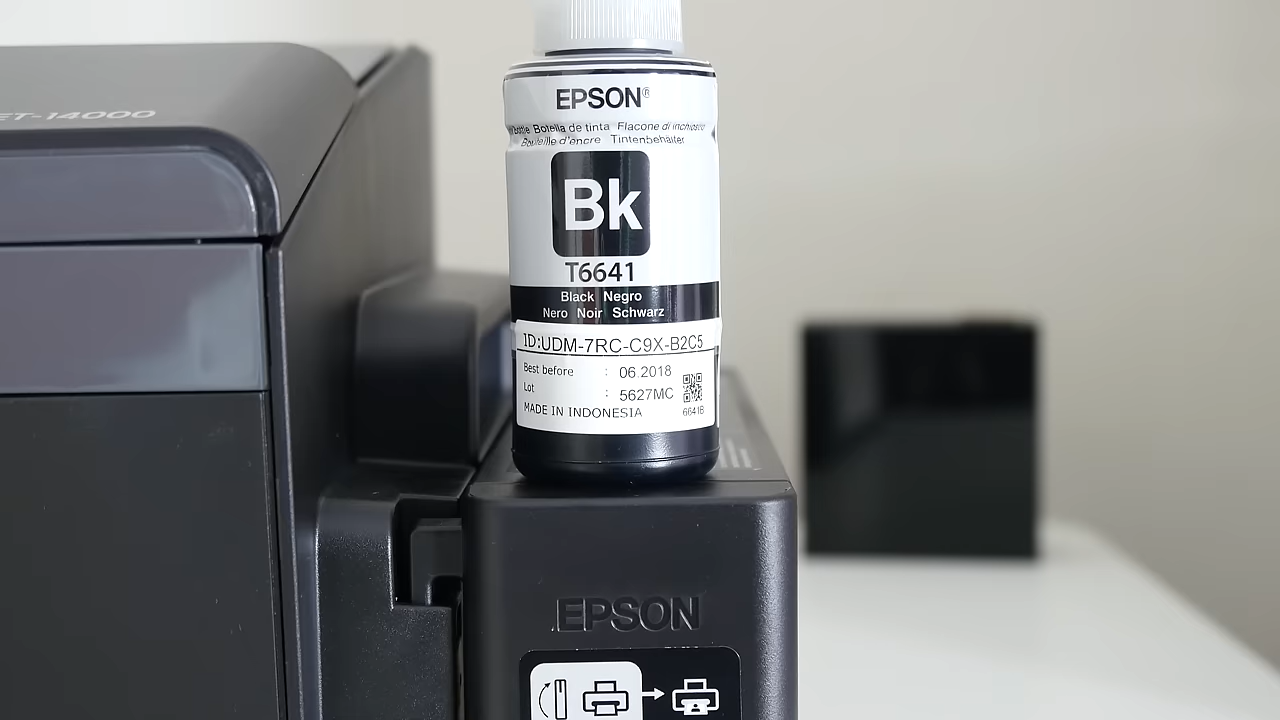 ET-14000
EPSON®
Botella de tinta Flacone di inchiostro
Bouteille d'encre Tintenbehälter
Bk
T6641
Black Negro
Nero Noir Schwarz
ID:UDM-7RC-C9X-B2C5
Best before : 06.2018
Lot : 5627MC
MADE IN INDONESIA 6641B
EPSON